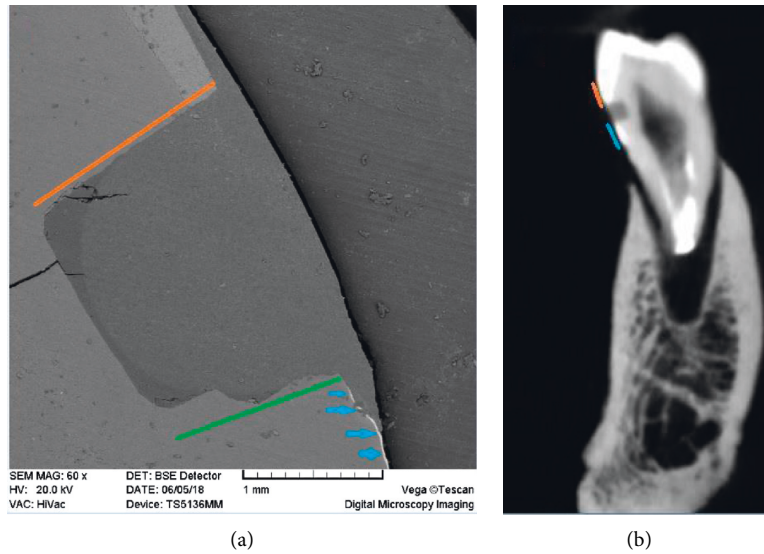 SEM MAG: 60 x DET: BSE Detector
HV: 20.0 kV DATE: 06/05/18 1 mm Vega ©Tescan
VAC: HiVac Device: TS5136MM Digital Microscopy Imaging
(a) (b)